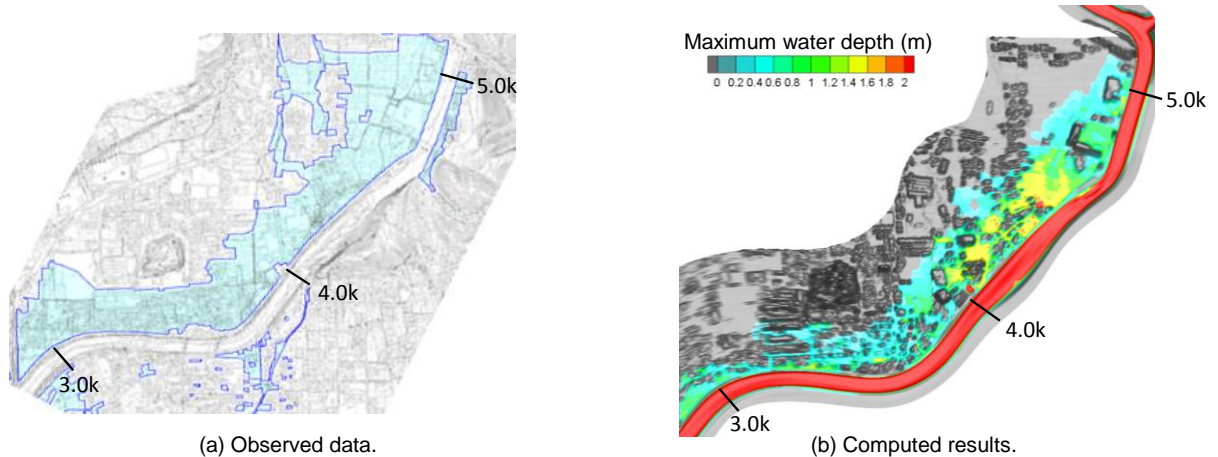 5.0k
4.0k
3.0k
(a) Observed data.
Maximum water depth (m)
0 0.2 0.4 0.6 0.8 1 1.2 1.4 1.6 1.8 2
5.0k
4.0k
3.0k
(b) Computed results.